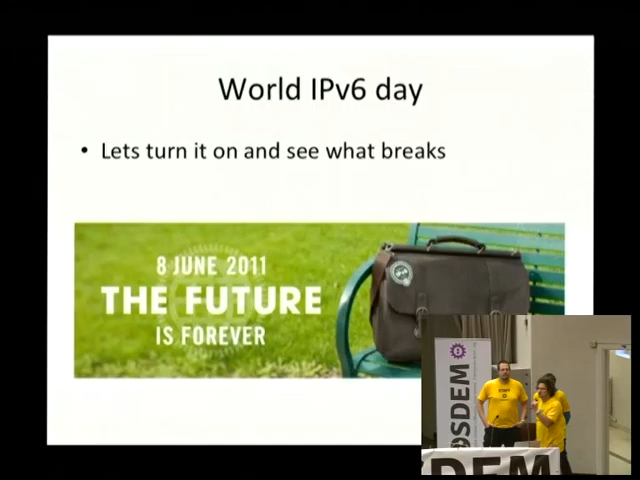 World IPv6 day
• Lets turn it on and see what breaks
8 JUNE 2011
THE FUTURE
IS FOREVER
OSDEM
DEM